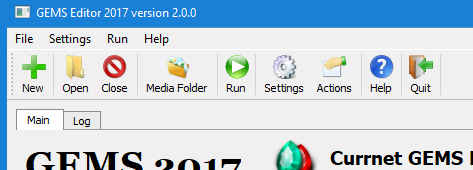 GEMS Editor 2017 version 2.0.0
File Settings Run Help
New Open Close Media Folder Run Settings Actions Help Quit
Main Log
GEMS 2017 Currnet GEMS